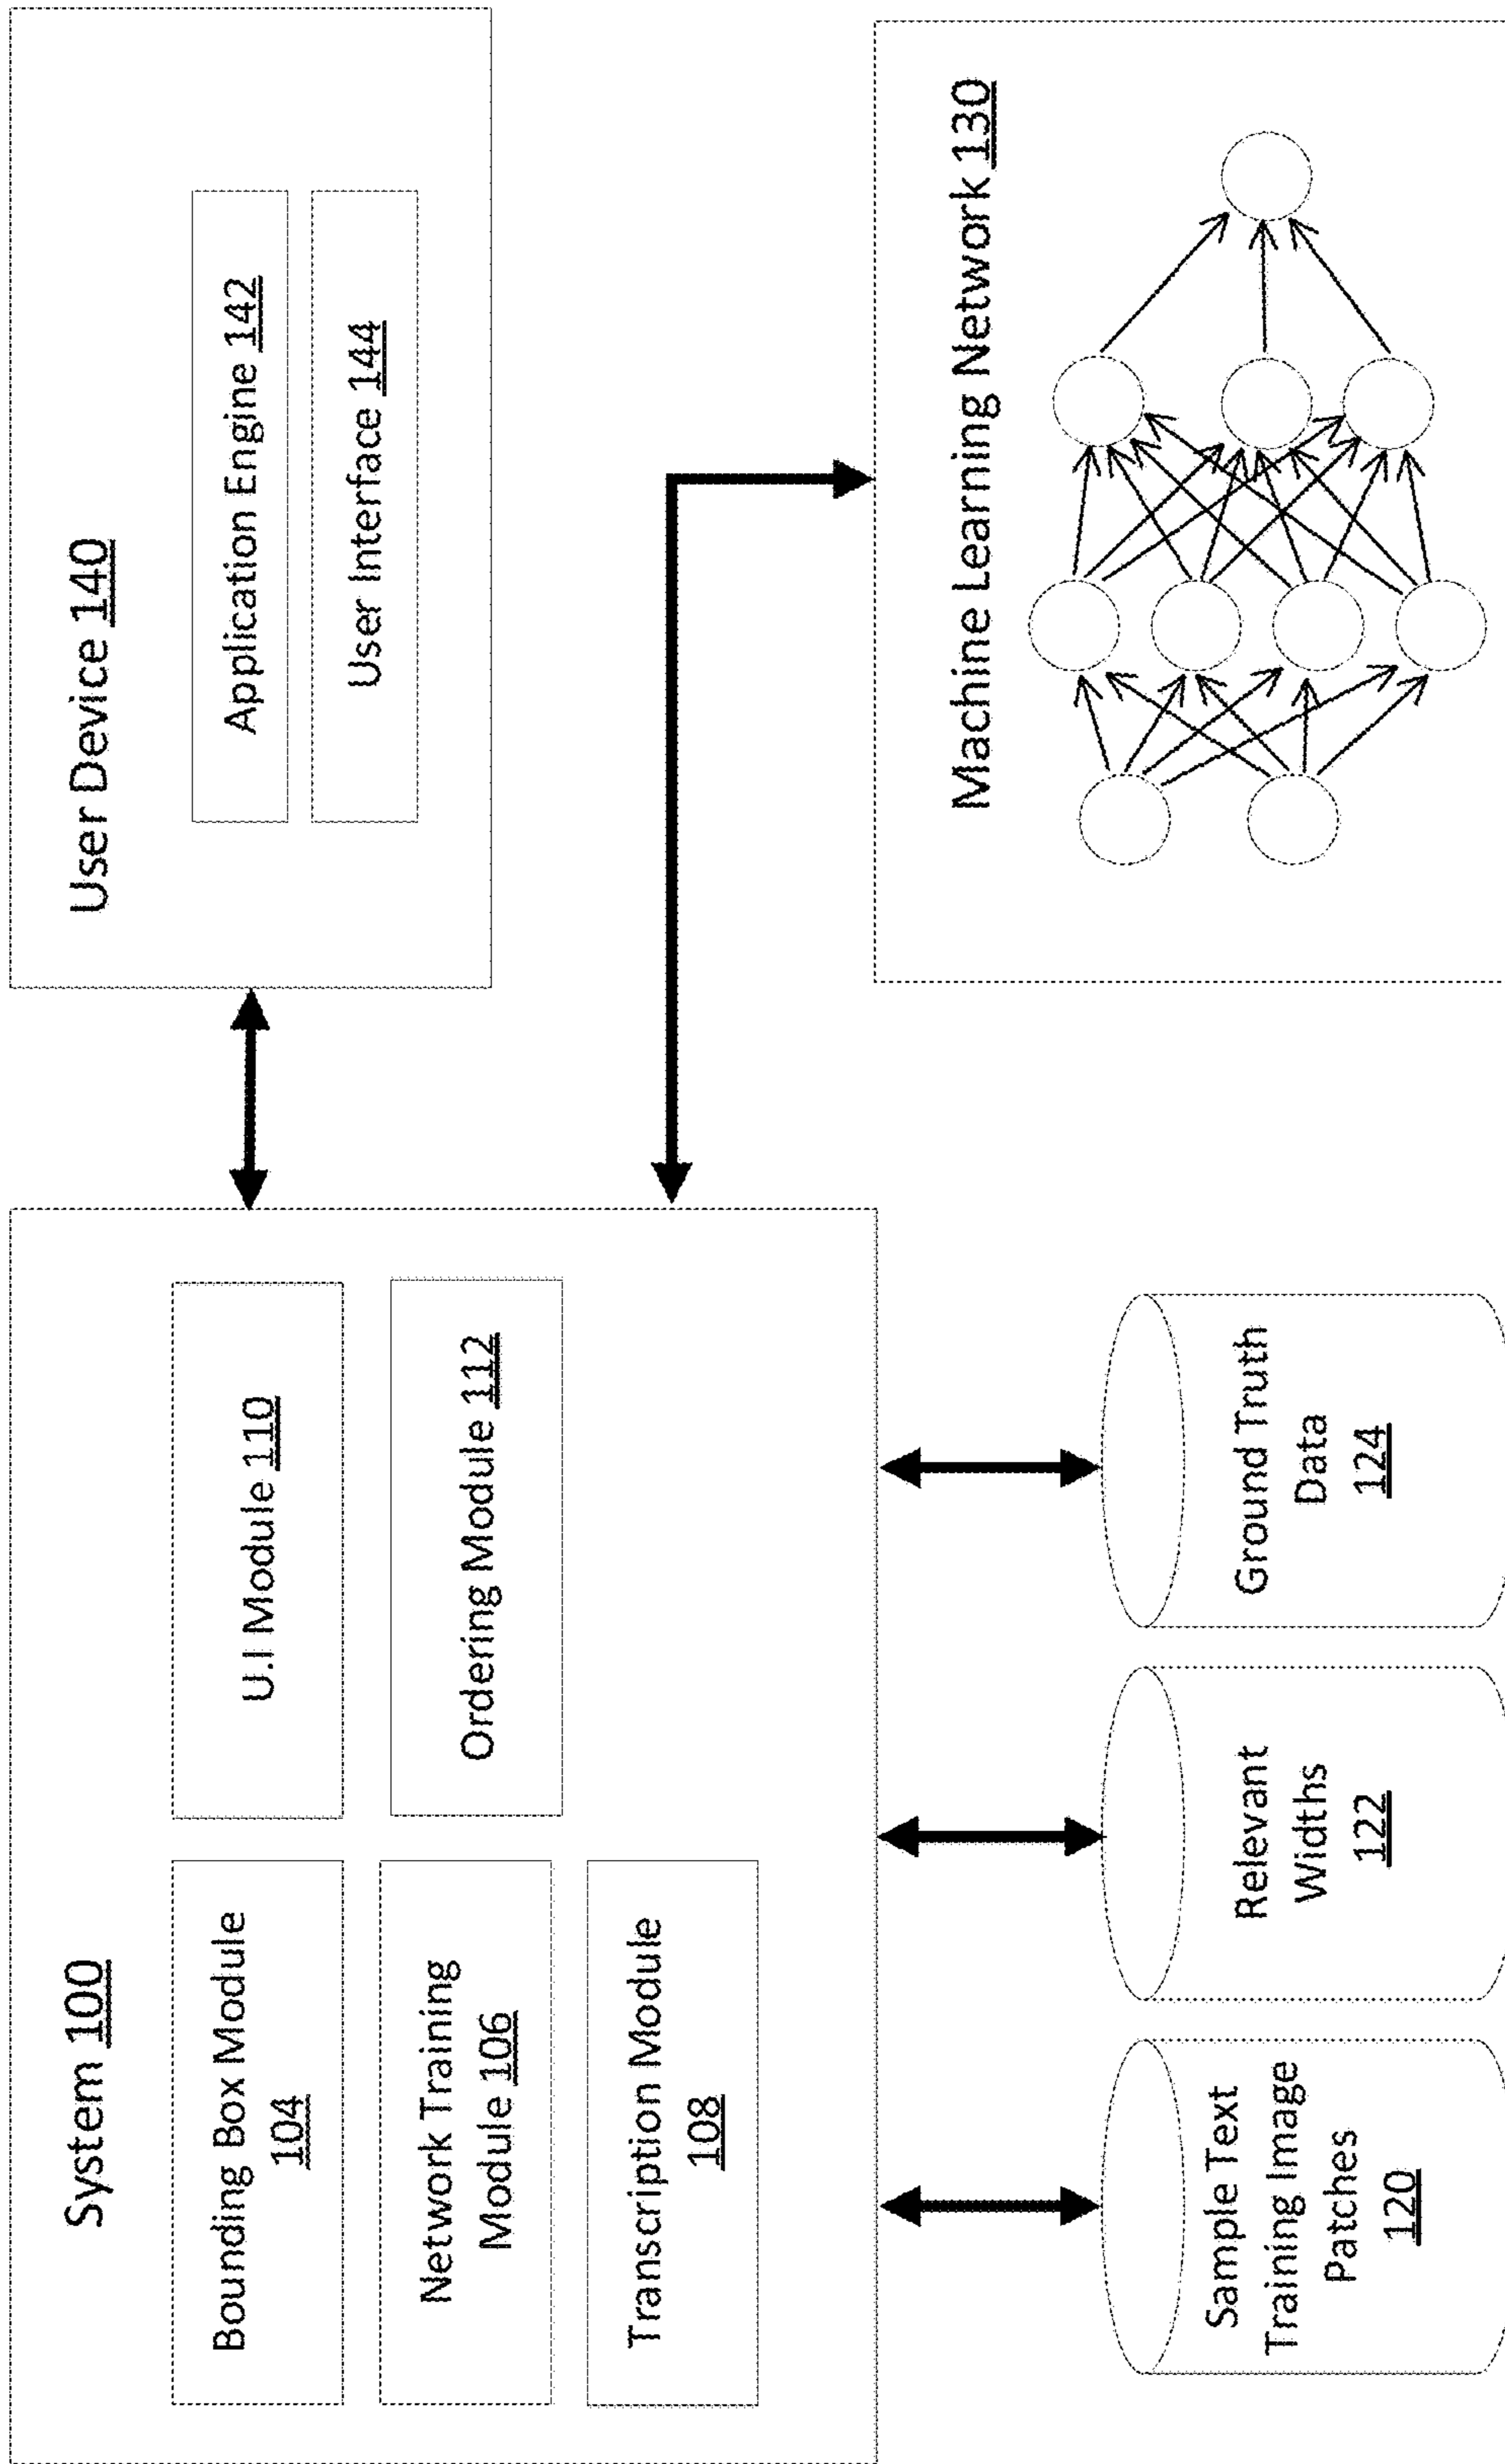 System 100
Bounding Box Module
104
Network Training
Module 106
Transcription Module
108
U.I Module 110
Ordering Module 112
User Device 140
Application Engine 142
User Interface 144
Machine Learning Network 130
Sample Text
Training Image
Patches
120
Relevant
Widths
122
Ground Truth
Data
124